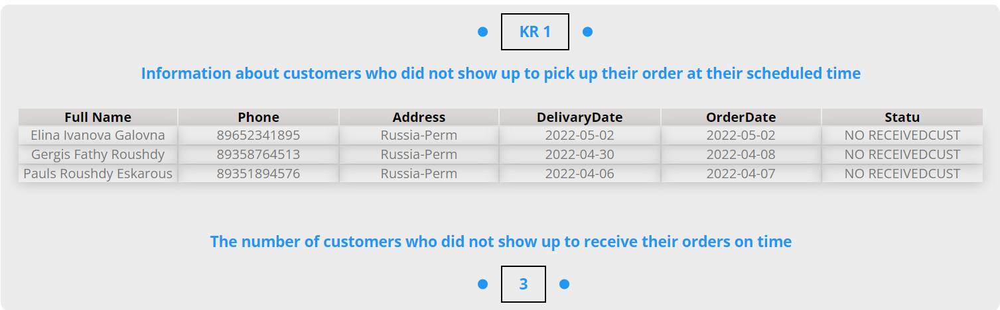 KR 1
Information about customers who did not show up to pick up their order at their scheduled time
Full Name Phone Address DelivaryDate OrderDate Statu
Elina Ivanova Galovna 89652341895 Russia-Perm 2022-05-02 2022-05-02 NO RECEIVEDCUST
Gergis Fathy Roushdy 89358764513 Russia-Perm 2022-04-30 2022-04-08 NO RECEIVEDCUST
Pauls Roushdy Eskarous 89351894576 Russia-Perm 2022-04-06 2022-04-07 NO RECEIVEDCUST
The number of customers who did not show up to receive their orders on time
3